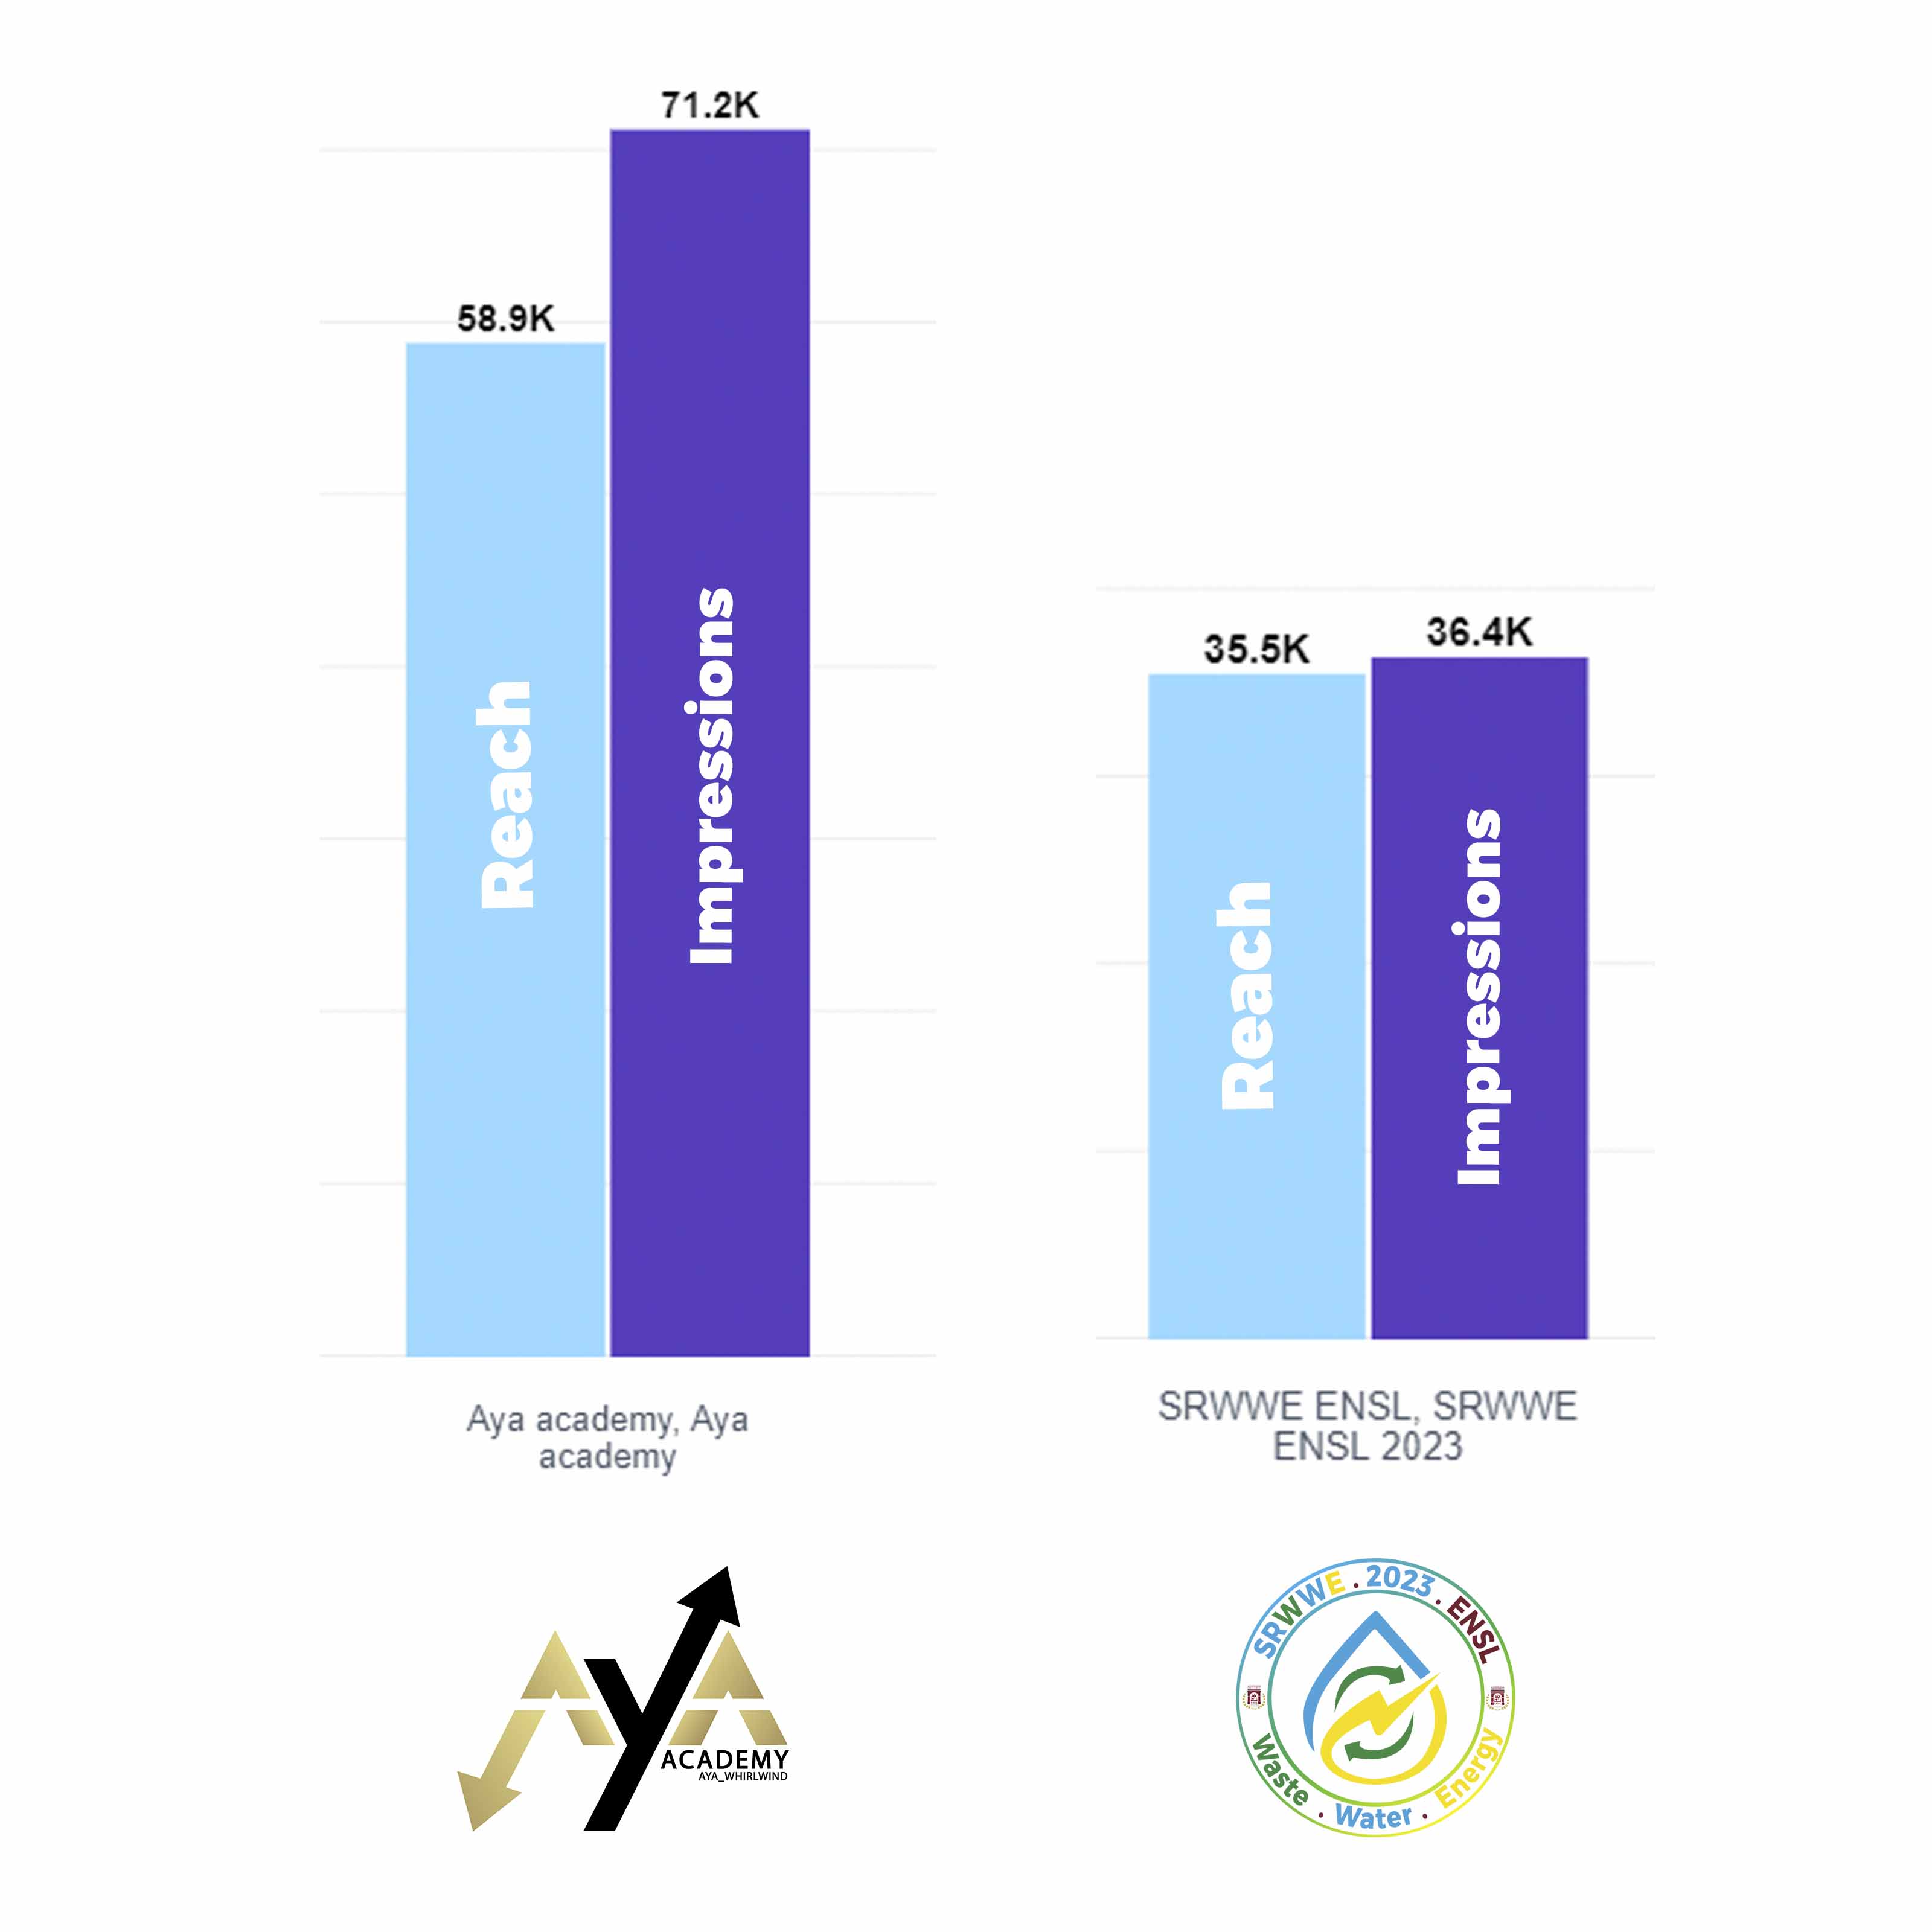 71.2K
58.9K
Reach
Impressions
Aya academy, Aya
academy
36.4K
35.5K
Reach
Impressions
SRWWE ENSL, SRWWE
ENSL 2023
AYA
ACADEMY
AYA_WHIRLWIND
SRWWE . 2023 . ENSL
Waste . Water . Energy